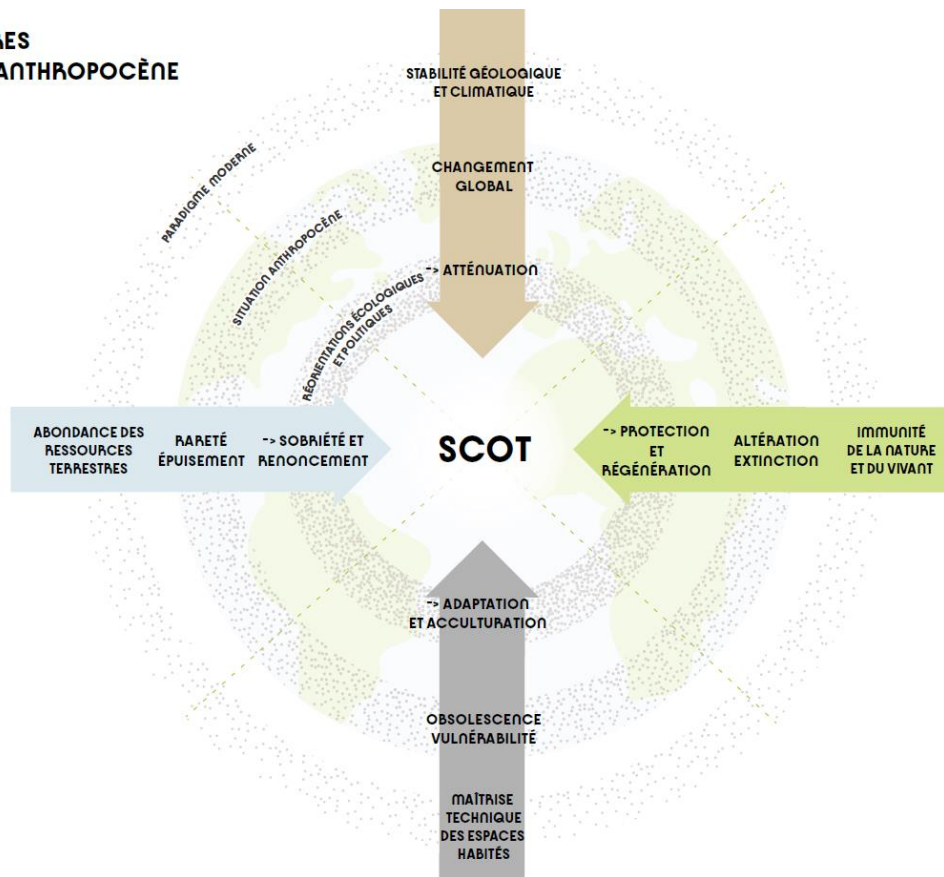 ANTHROPOCÈNE
STABILITÉ GÉOLOGIQUE
ET CLIMATIQUE
CHANGEMENT
GLOBAL
-> ATTÉNUATION
PARADIGME MODERNE
SITUATION ANTHROPOCÈNE
RÉORIENTATIONS ÉCOLOGIQUES
ET POLITIQUES
ABONDANCE DES
RESSOURCES
TERRESTRES
RARETÉ
ÉPUISEMENT
-> SOBRIÉTÉ ET
RENONCEMENT
SCOT
-> PROTECTION
ET
RÉGÉNÉRATION
ALTÉRATION
EXTINCTION
IMMUNITÉ
DE LA NATURE
ET DU VIVANT
-> ADAPTATION
ET ACCULTURATION
OBSOLESCENCE
VULNÉRABILITÉ
MAÎTRISE
TECHNIQUE
DES ESPACES
HABITÉS